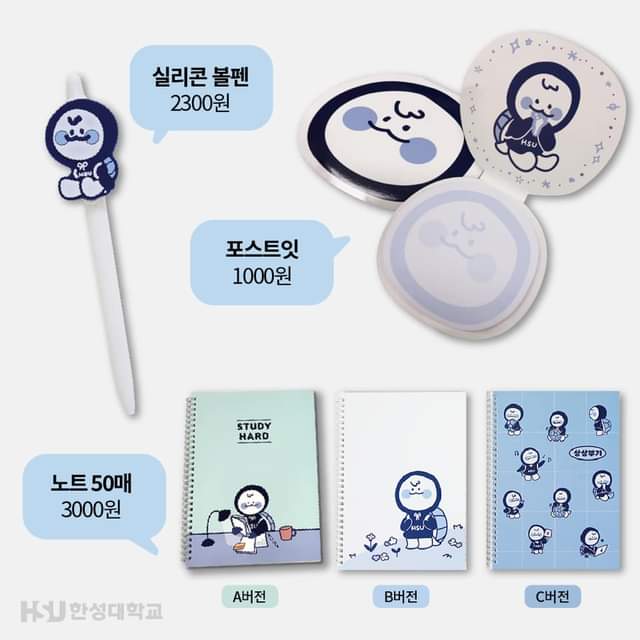 실리콘 볼펜
2300원
HSU
HSU
포스트잇
1000원
노트 50매
3000원
STUDY
HARD
HSU
상상부기
A버전
B버전
C버전
HSU 한성대학교